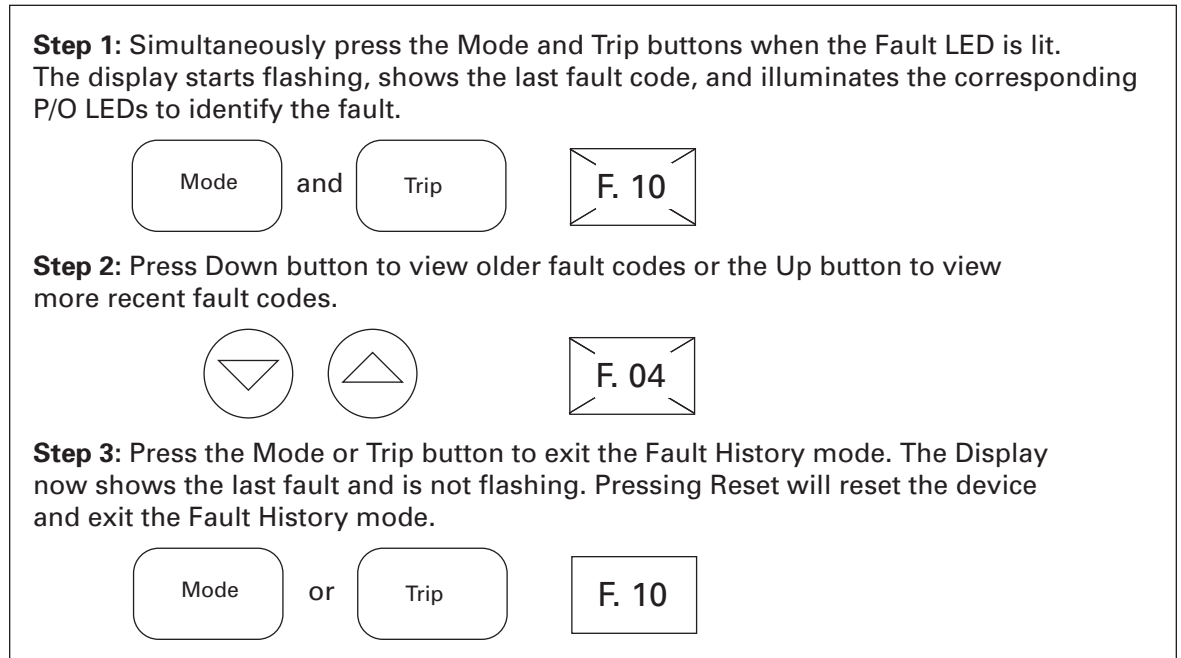 Step 1: Simultaneously press the Mode and Trip buttons when the Fault LED is lit.
The display starts flashing, shows the last fault code, and illuminates the corresponding
P/O LEDs to identify the fault.
Mode and Trip F. 10
Step 2: Press Down button to view older fault codes or the Up button to view
more recent fault codes.
F. 04
Step 3: Press the Mode or Trip button to exit the Fault History mode. The Display
now shows the last fault and is not flashing. Pressing Reset will reset the device
and exit the Fault History mode.
Mode or Trip F. 10